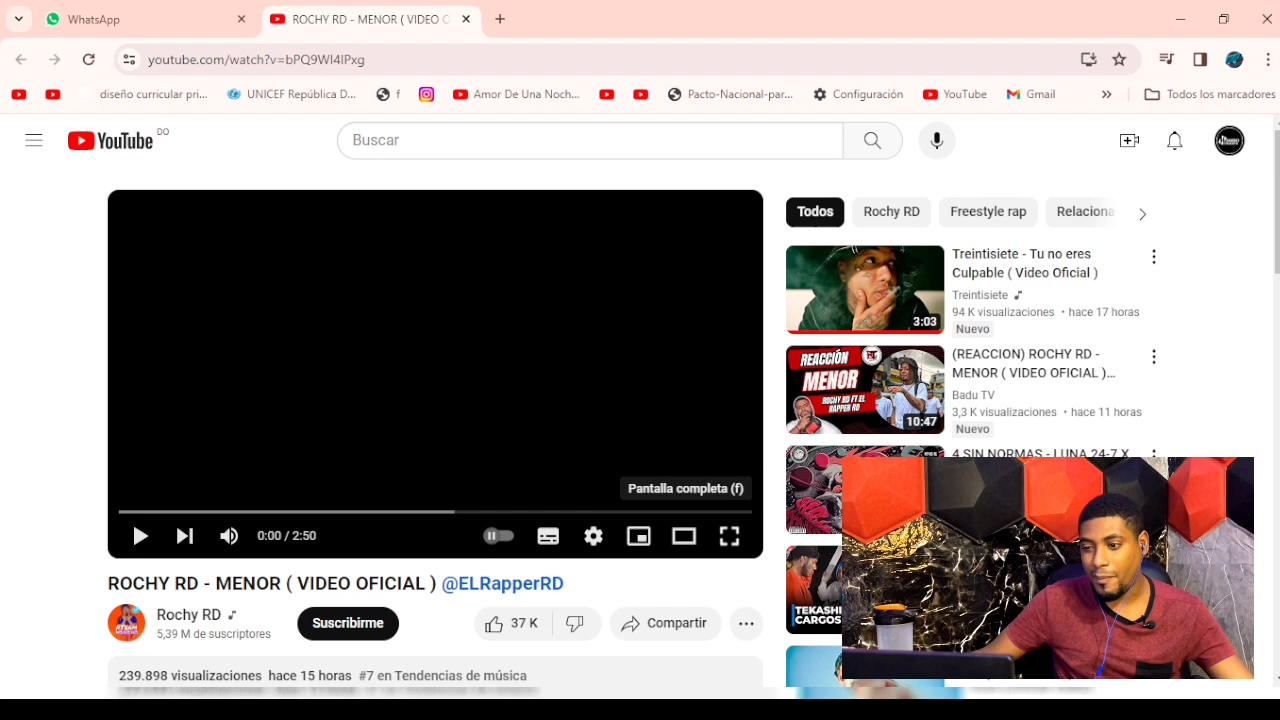 WhatsApp
ROCHY RD - MENOR ( VIDEO O
youtube.com/watch?v=bPQ9WI4lPxg
diseño curricular pri...
UNICEF República D...
f
Amor De Una Noch...
Pacto-Nacional-par...
Configuración
YouTube
Gmail
Todos los marcadores
YouTube DO
Buscar
Todos
Rochy RD
Freestyle rap
Relaciona
Treintisiete - Tu no eres
Culpable ( Video Oficial )
Treintisiete
94 K visualizaciones • hace 17 horas
Nuevo
3:03
REACCIÓN
MENOR
ROCHY RD FT EL
RAPPER RD
10:47
(REACCION) ROCHY RD -
MENOR ( VIDEO OFICIAL )...
Badu TV
3,3 K visualizaciones • hace 11 horas
Nuevo
4 SIN NORMAS - LUNA 24-7 X
TEKASHI
CARGOS
Pantalla completa (f)
0:00 / 2:50
ROCHY RD - MENOR ( VIDEO OFICIAL ) @ELRapperRD
Rochy RD
5,39 M de suscriptores
Suscribirme
37 K
Compartir
239.898 visualizaciones hace 15 horas #7 en Tendencias de música